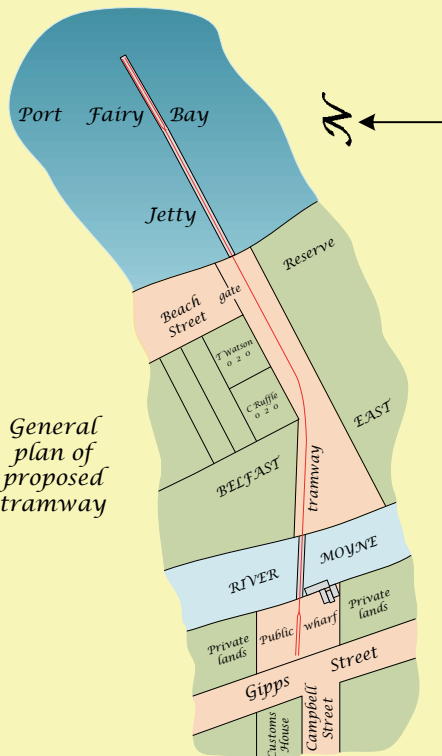 Port Fairy Bay
N
Jetty
Reserve
Beach
Street
gate
T Watson
0 2 0
C Ruffle
0 2 0
General
plan of
proposed
tramway
BELFAST
EAST
tramway
RIVER
MOYNE
Private
lands
Public
wharf
Private
lands
Gipps
Street
Customs
House
Campbell
Street